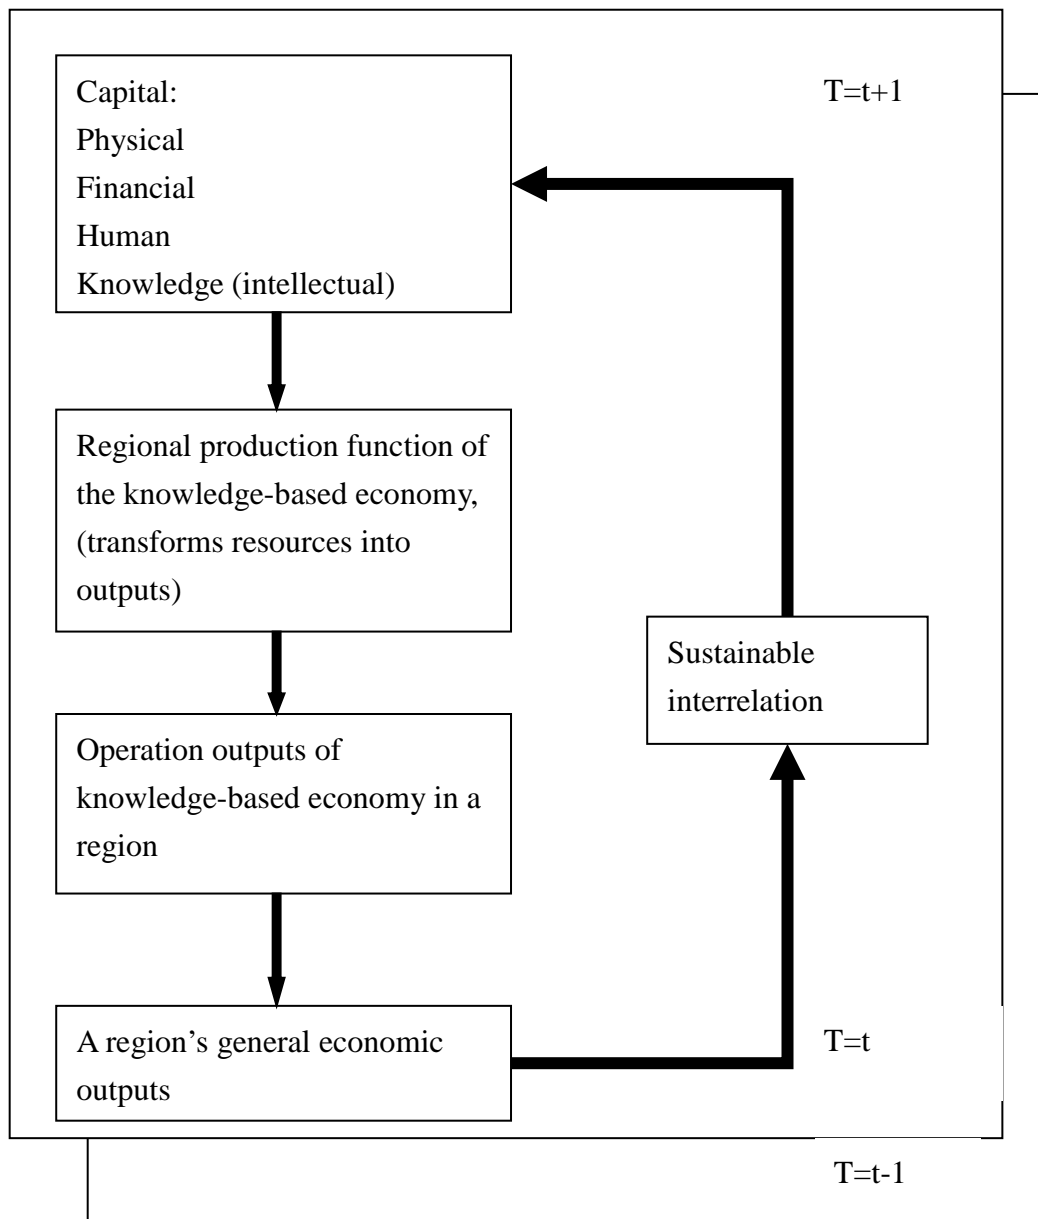 Capital:
Physical
Financial
Human
Knowledge (intellectual)
T=t+1
Regional production function of
the knowledge-based economy,
(transforms resources into
outputs)
Sustainable
interrelation
Operation outputs of
knowledge-based economy in a
region
A region’s general economic
outputs
T=t
T=t-1